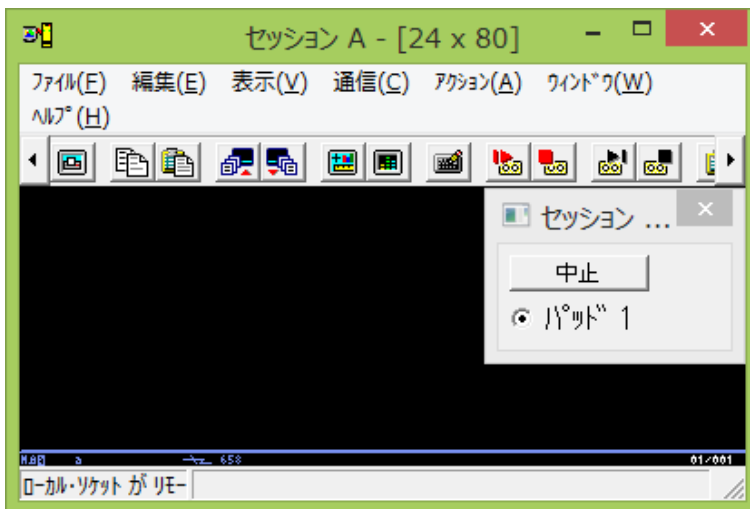 セッション A - [24 x 80]
ファイル(F) 編集(E) 表示(V) 通信(C) アクション(A) ウィンドウ(W)
ヘルプ(H)
セッション ...
中止
パッド 1
a 658 01/001
ローカル・ソケット が リモー